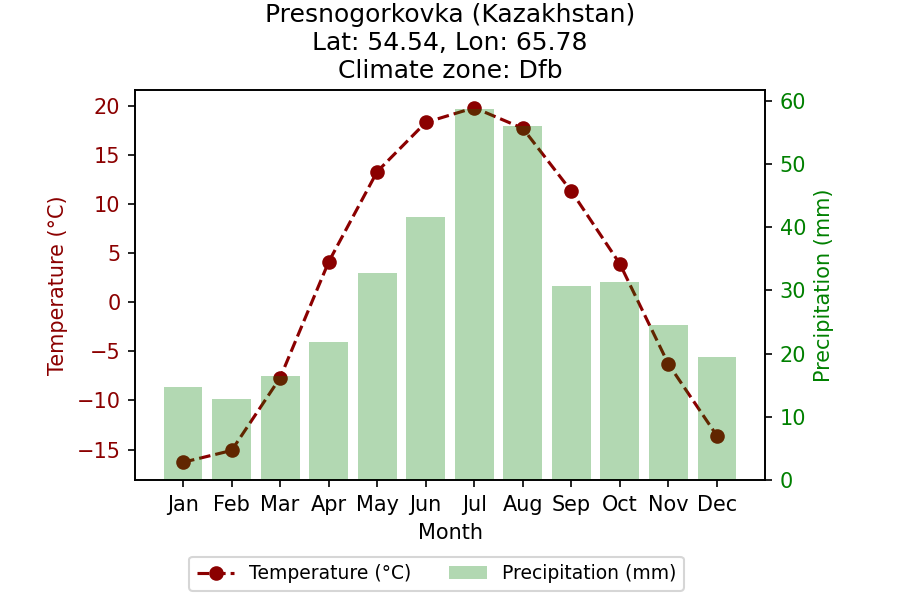 Presnogorkovka (Kazakhstan)
Lat: 54.54, Lon: 65.78
Climate zone: Dfb
20
15
10
5
0
−5
−10
−15
Temperature (°C)
60
50
40
30
20
10
0
Precipitation (mm)
Jan Feb Mar Apr May Jun Jul Aug Sep Oct Nov Dec
Month
Temperature (°C) Precipitation (mm)